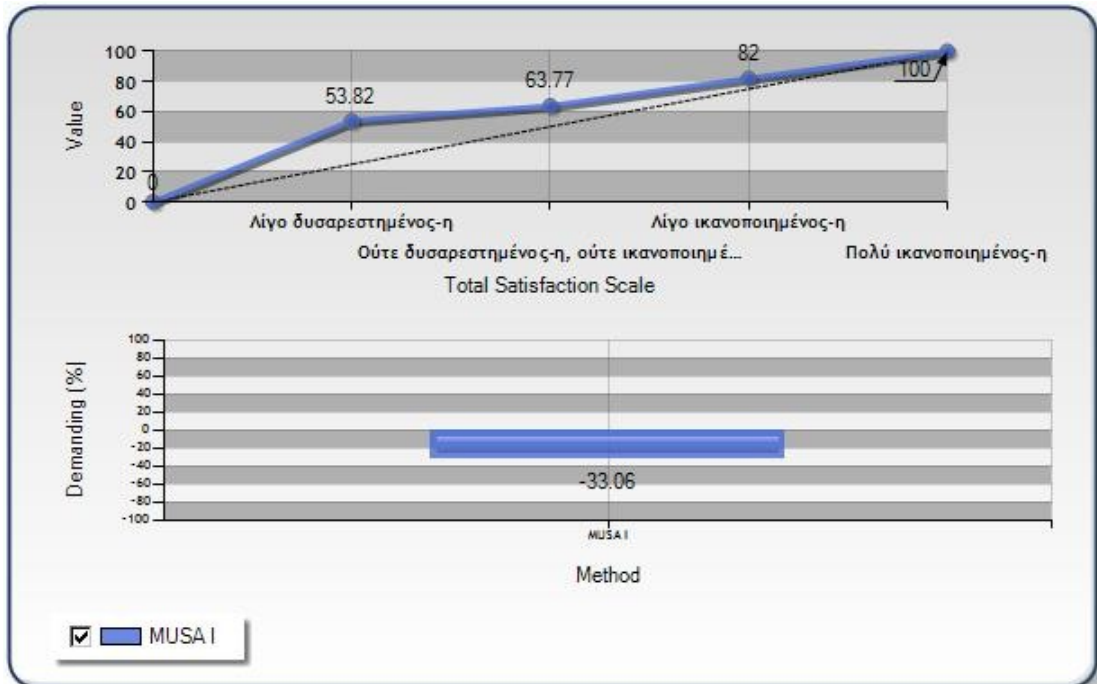 100
80
60
40
20
0
Value
0
53.82
63.77
82
100
Λίγο δυσαρεστημένος-η
Λίγο ικανοποιημένος-η
Ούτε δυσαρεστημένος-η, ούτε ικανοποιημέ...
Πολύ ικανοποιημένος-η
Total Satisfaction Scale
100
80
60
40
20
0
-20
-40
-60
-80
-100
Demanding (%)
-33.06
MUSA I
Method
MUSA I